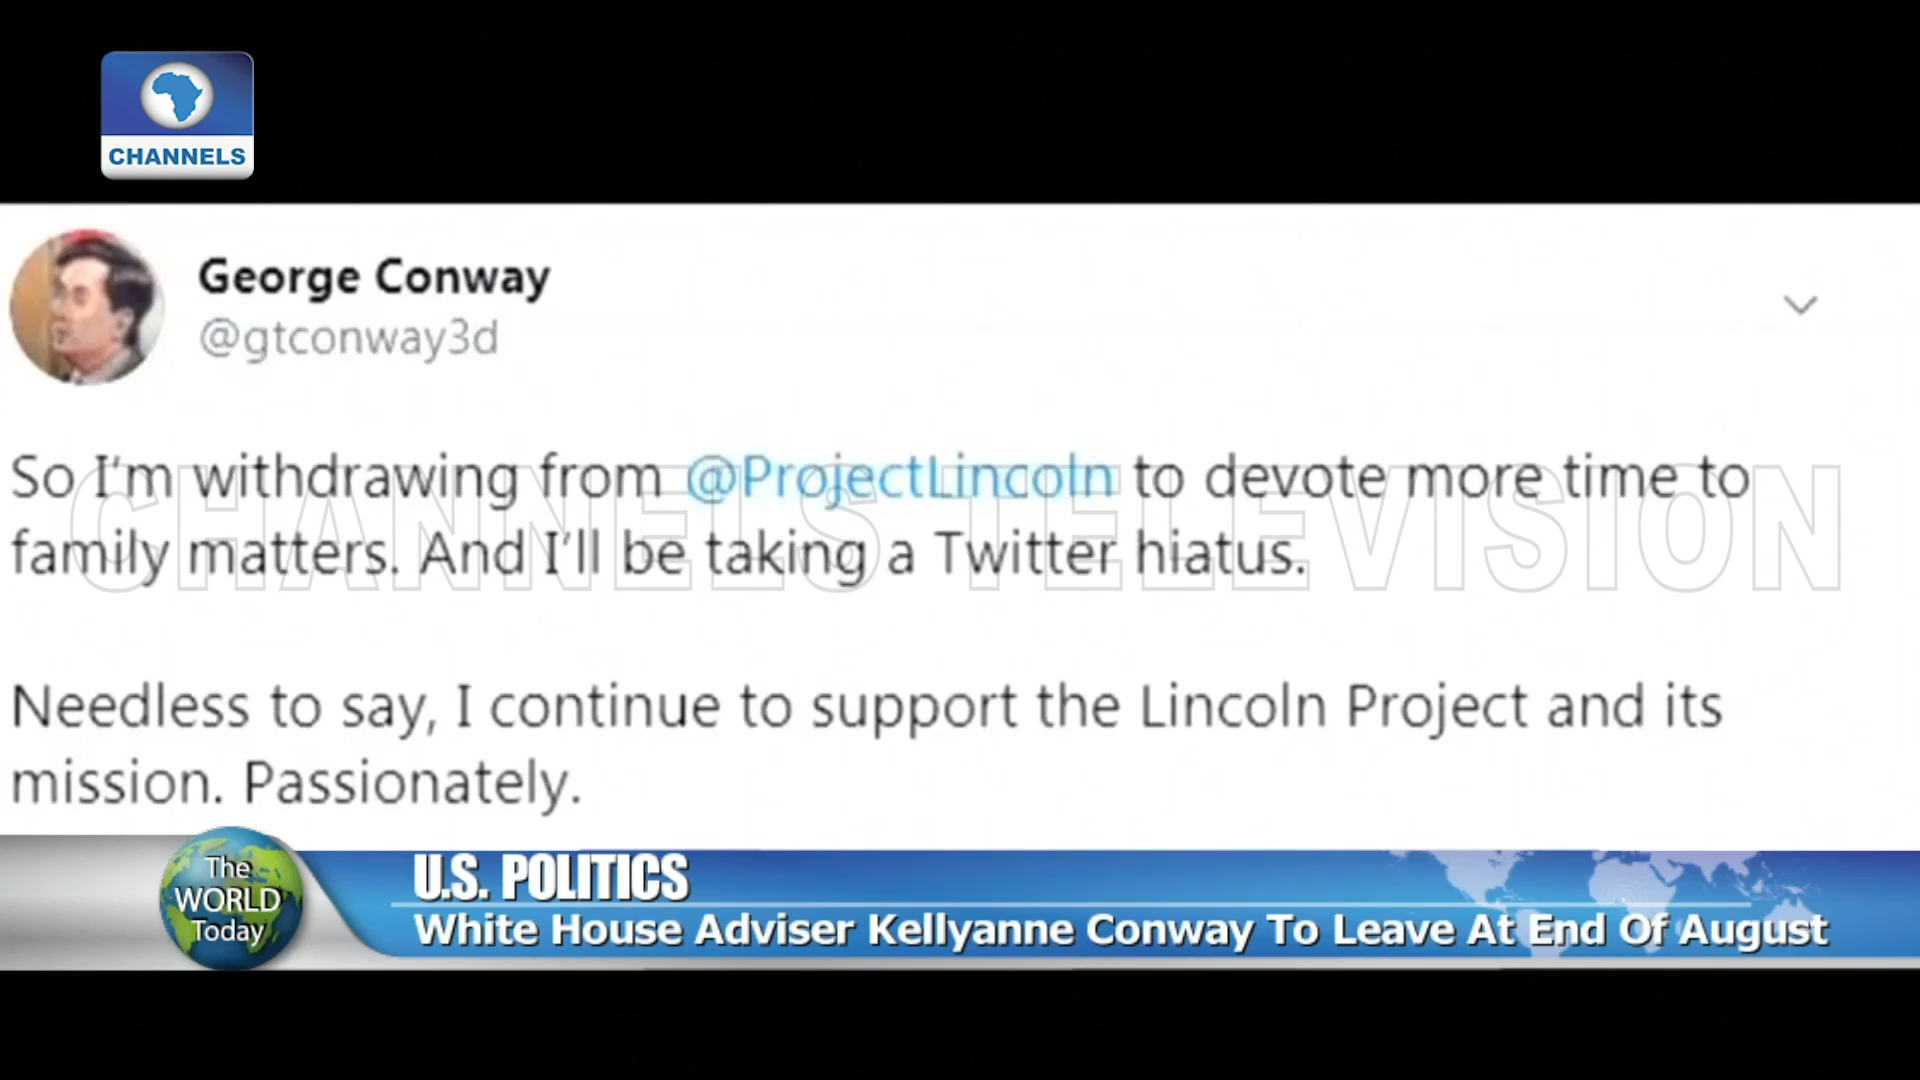 CHANNELS
George Conway
@gtconway3d
So I'm withdrawing from @ProjectLincoln to devote more time to
family matters. And I'll be taking a Twitter hiatus.
CHANNELS TELEVISION
Needless to say, I continue to support the Lincoln Project and its
mission. Passionately.
The
WORLD
Today
U.S. POLITICS
White House Adviser Kellyanne Conway To Leave At End Of August